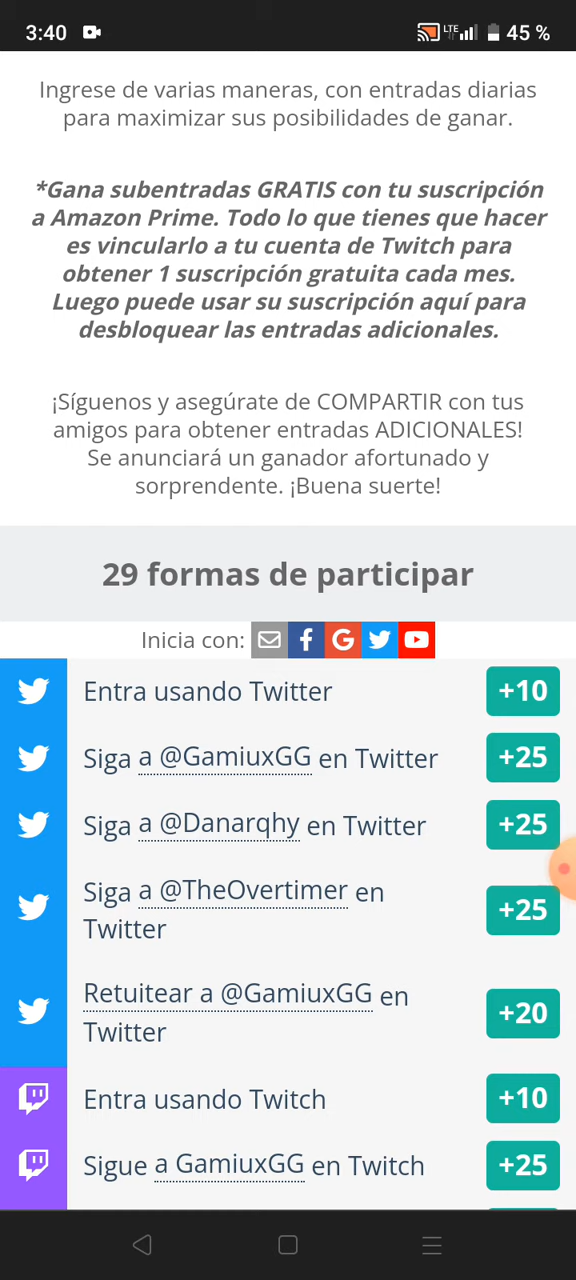 3:40
LTE
45 %
Ingrese de varias maneras, con entradas diarias
para maximizar sus posibilidades de ganar.
*Gana subentradas GRATIS con tu suscripción
a Amazon Prime. Todo lo que tienes que hacer
es vincularlo a tu cuenta de Twitch para
obtener 1 suscripción gratuita cada mes.
Luego puede usar su suscripción aquí para
desbloquear las entradas adicionales.
¡Síguenos y asegúrate de COMPARTIR con tus
amigos para obtener entradas ADICIONALES!
Se anunciará un ganador afortunado y
sorprendente. ¡Buena suerte!
29 formas de participar
Inicia con:
Entra usando Twitter +10
Siga a @GamiuxGG en Twitter +25
Siga a @Danarqhy en Twitter +25
Siga a @TheOvertimer en
Twitter +25
Retuitear a @GamiuxGG en
Twitter +20
Entra usando Twitch +10
Sigue a GamiuxGG en Twitch +25